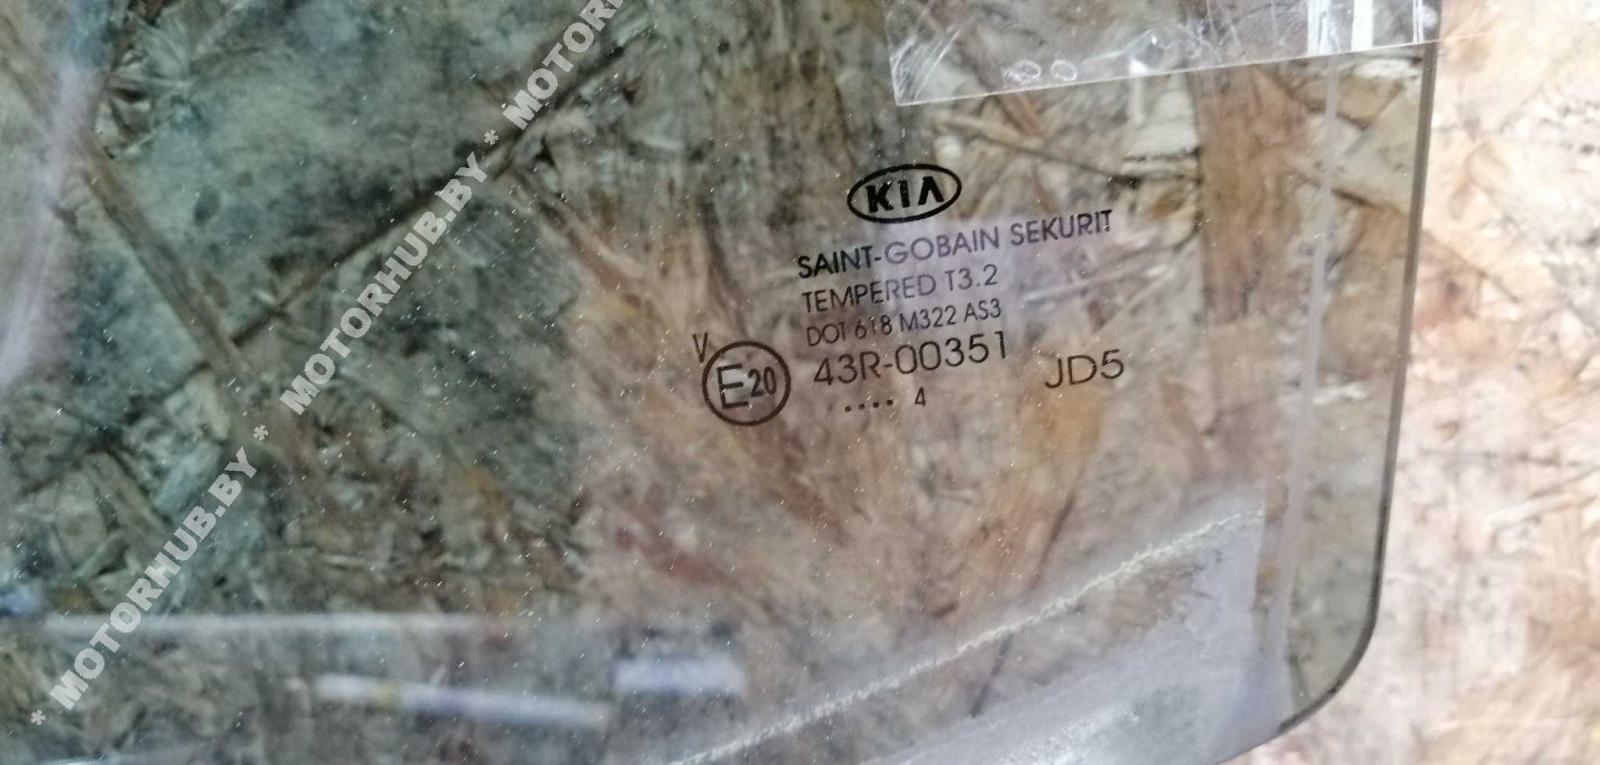 KIA
SAINT-GOBAIN SEKURIT
TEMPERED T3.2
DOT 618 M322 AS3
V
E20
43R-00351
.... 4
JD5
* MOTORHUB.BY * MOTORHUB.BY * MOTORH